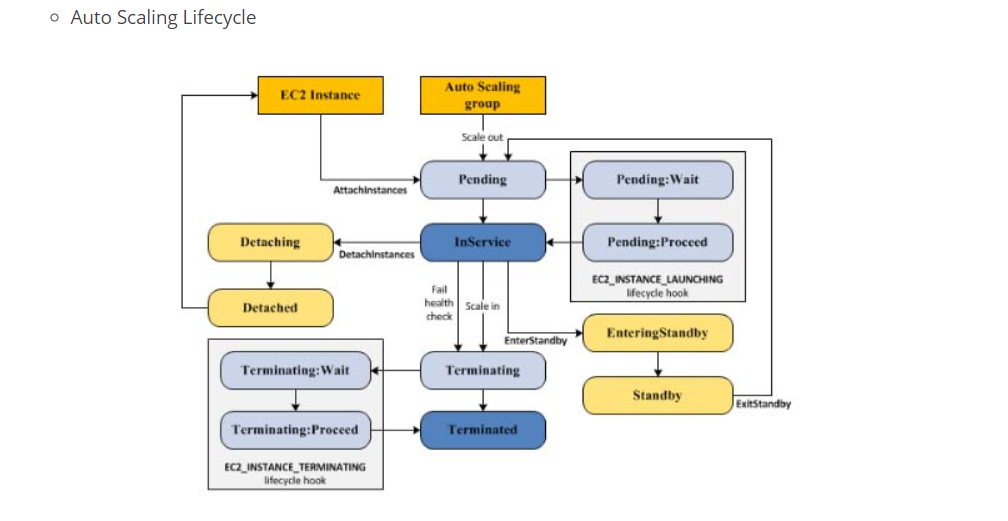 Auto Scaling Lifecycle
EC2 Instance
Auto Scaling
group
Scale out
Pending
Pending:Wait
AttachInstances
Detaching
InService
Pending:Proceed
DetachInstances
EC2_INSTANCE_LAUNCHING
lifecycle hook
Fail
health
check
Scale in
Detached
EnterStandby
EnteringStandby
Terminating:Wait
Terminating
Standby
ExitStandby
Terminating:Proceed
Terminated
EC2_INSTANCE_TERMINATING
lifecycle hook